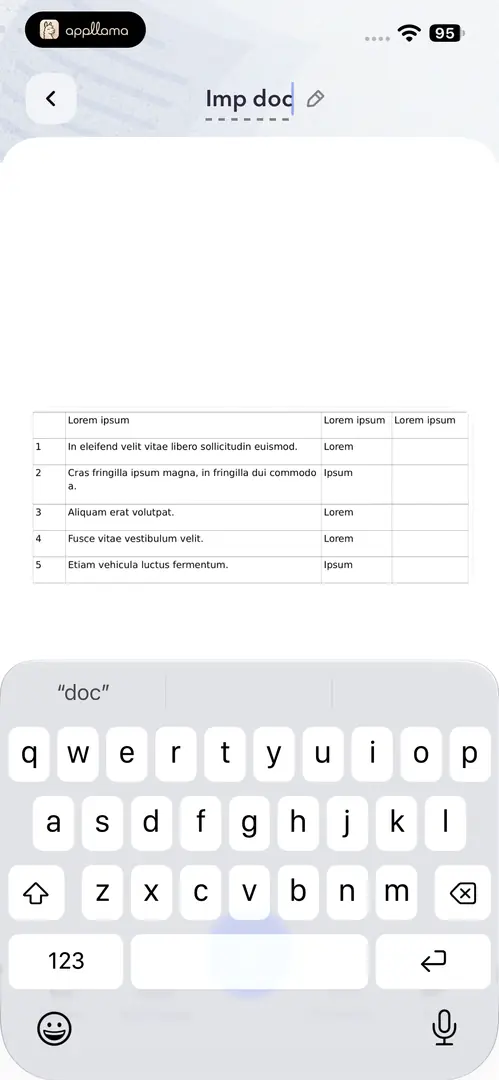 appllama
95
Imp doc
Lorem ipsum Lorem ipsum Lorem ipsum
1 In eleifend velit vitae libero sollicitudin euismod. Lorem
2 Cras fringilla ipsum magna, in fringilla dui commodo Ipsum
a.
3 Aliquam erat volutpat. Lorem
4 Fusce vitae vestibulum velit. Lorem
5 Etiam vehicula luctus fermentum. Ipsum
“doc”
q w e r t y u i o p
a s d f g h j k l
z x c v b n m
123